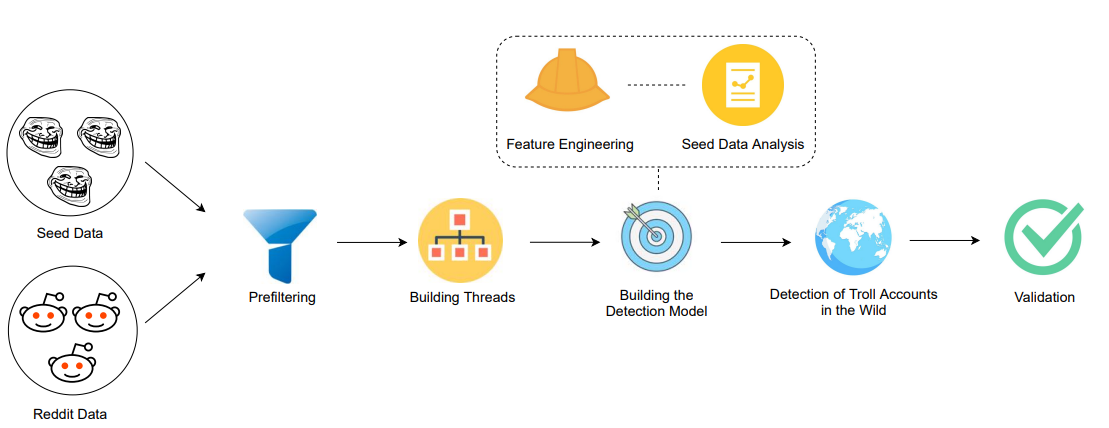 Feature Engineering
Seed Data Analysis
Seed Data
Prefiltering
Building Threads
Building the
Detection Model
Detection of Troll Accounts
in the Wild
Validation
Reddit Data